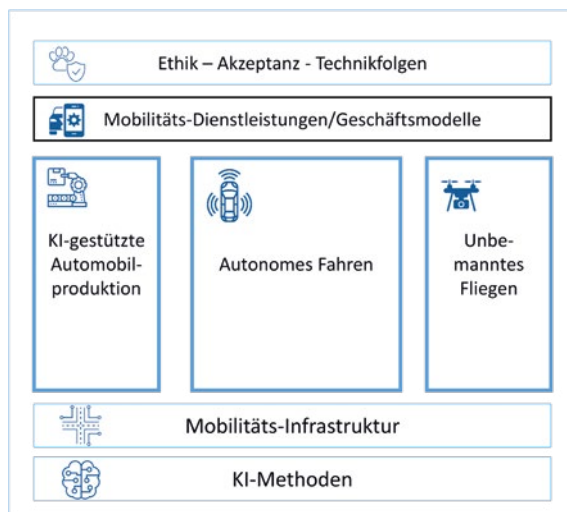 Ethik – Akzeptanz - Technikfolgen
Mobilitäts-Dienstleistungen/Geschäftsmodelle
KI-gestützte
Automobil-
produktion
Autonomes Fahren
Unbe-
manntes
Fliegen
Mobilitäts-Infrastruktur
KI-Methoden